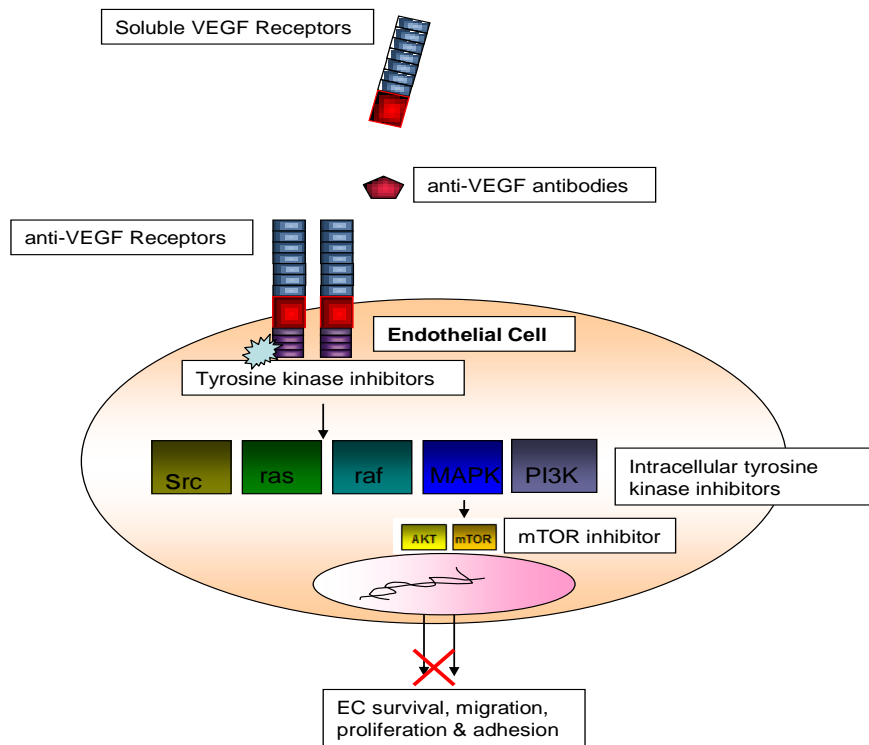 Soluble VEGF Receptors
anti-VEGF antibodies
anti-VEGF Receptors
Endothelial Cell
Tyrosine kinase inhibitors
Src
ras
raf
MAPK
PI3K
Intracellular tyrosine
kinase inhibitors
AKT
mTOR
mTOR inhibitor
EC survival, migration,
proliferation & adhesion